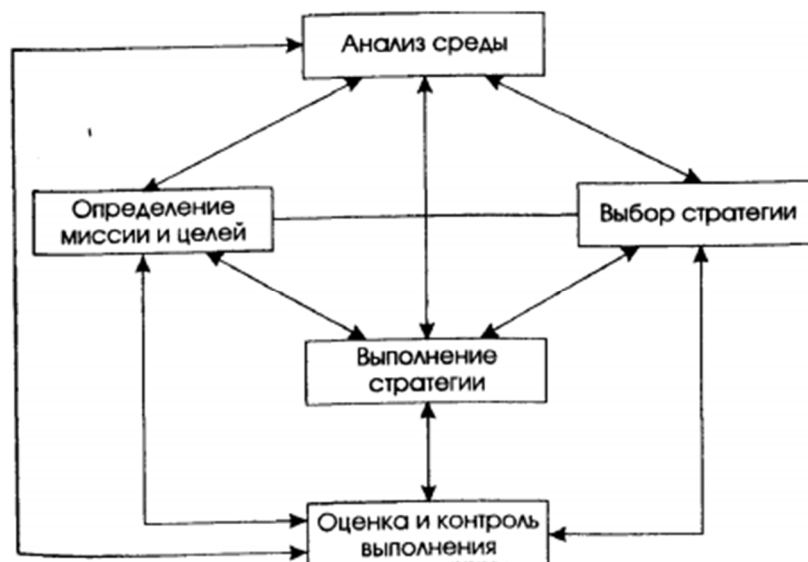 Анализ среды
Определение
миссии и целей
Выбор стратегии
Выполнение
стратегии
Оценка и контроль
выполнения